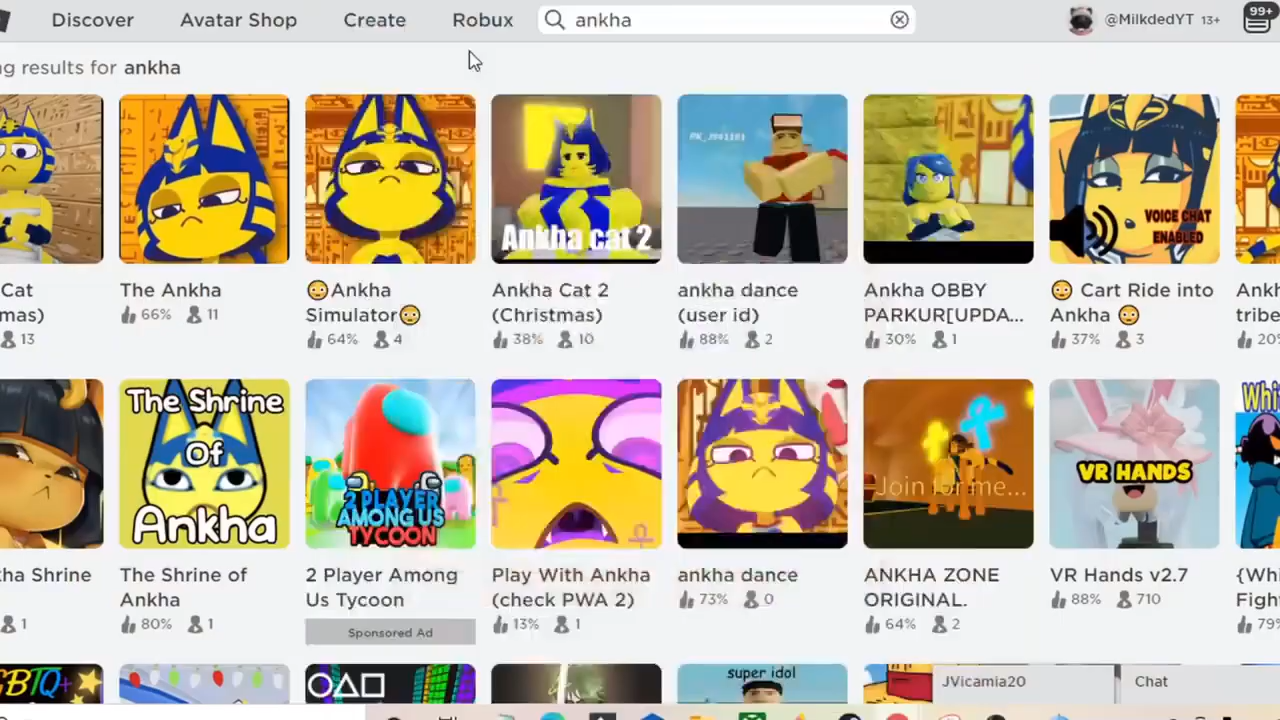 Discover Avatar Shop Create Robux ankha @MilkdedYT 13+ 99+
ng results for ankha
RK_JR01101
Ankha cat 2
VOICE CHAT
ENABLED
Cat
mas)
13
The Ankha
66% 11
😳Ankha
Simulator😳
64% 4
Ankha Cat 2
(Christmas)
38% 10
ankha dance
(user id)
88% 2
Ankha OBBY
PARKUR[UPDA...
30% 1
😳 Cart Ride into
Ankha 😳
37% 3
Ankh
tribe
20%
The Shrine
Of
Ankha
2 PLAYER
AMONG US
TYCOON
Join for me...
VR HANDS
Whi
ha Shrine
1
The Shrine of
Ankha
80% 1
2 Player Among
Us Tycoon
Sponsored Ad
Play With Ankha
(check PWA 2)
13% 1
ankha dance
73% 0
ANKHA ZONE
ORIGINAL.
64% 2
VR Hands v2.7
88% 710
{Whi
Figh
79%
GBTQ+
super idol
JVicamia20
Chat